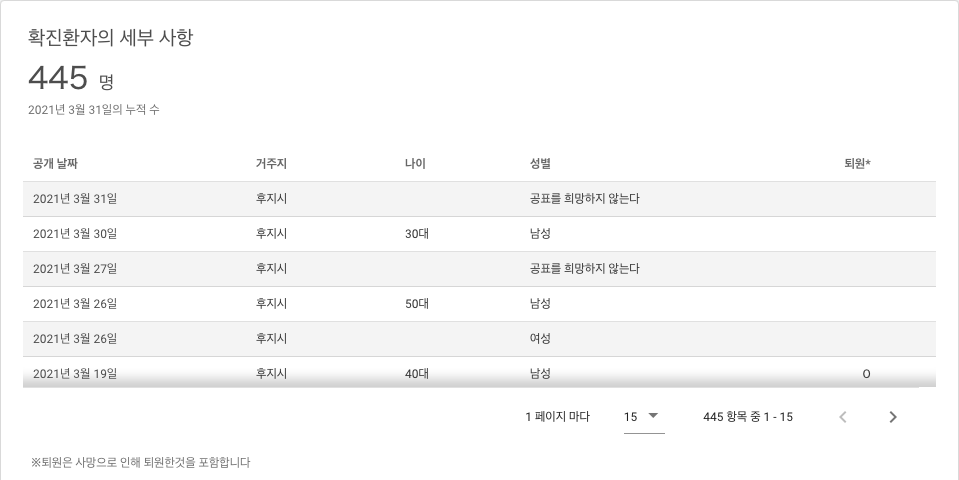 확진환자의 세부 사항
445 명
2021년 3월 31일의 누적 수
공개 날짜 거주지 나이 성별 퇴원*
2021년 3월 31일 후지시 공표를 희망하지 않는다
2021년 3월 30일 후지시 30대 남성
2021년 3월 27일 후지시 공표를 희망하지 않는다
2021년 3월 26일 후지시 50대 남성
2021년 3월 26일 후지시 여성
2021년 3월 19일 후지시 40대 남성 O
1 페이지 마다 15 445 항목 중 1 - 15
※퇴원은 사망으로 인해 퇴원한것을 포함합니다